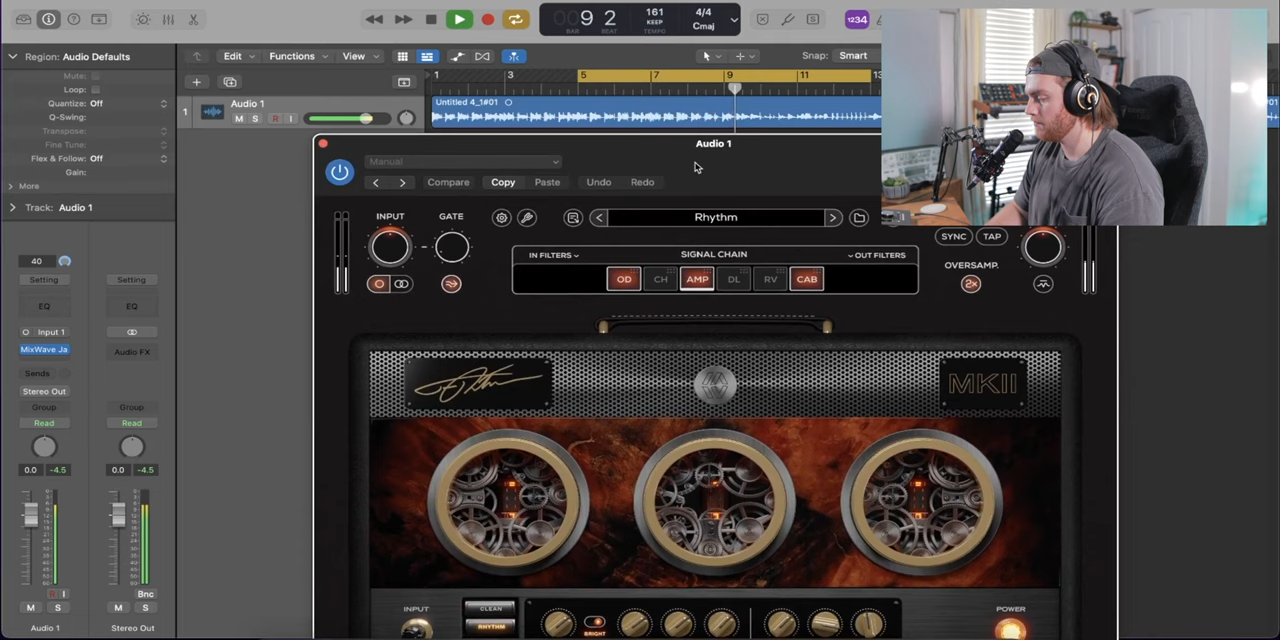 Region: Audio Defaults
Mute:
Loop:
Quantize: Off
Q-Swing:
Transpose:
Fine Tune:
Flex & Follow: Off
Gain:
More
Track: Audio 1
40
Setting
Setting
EQ
EQ
Input 1
MixWave Ja
Audio FX
Sends
Stereo Out
Group
Group
Read
Read
0.0 -4.5
0.0 -4.5
R I
Bnc
M S
M S
Audio 1
Stereo Out
9 2
BAR BEAT
161
KEEP
TEMPO
4/4
Cmaj
1234
Edit Functions View
Snap: Smart
1 3 5 7 9 11 13
1
Audio 1
M S R I
Untitled 4_1#01
Audio 1
Manual
Compare Copy Paste Undo Redo
INPUT GATE
Rhythm
SYNC TAP
IN FILTERS SIGNAL CHAIN OUT FILTERS
OVERSAMP.
OD CH AMP DL RV CAB
2x
MKII
INPUT
CLEAN
RHYTHM
BRIGHT
POWER